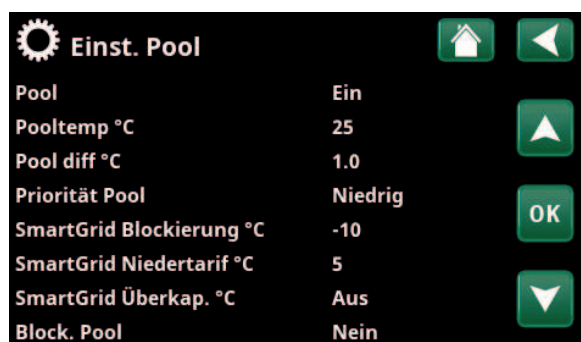 Einst. Pool
Pool Ein
Pooltemp °C 25
Pool diff °C 1.0
Priorität Pool Niedrig
SmartGrid Blockierung °C -10
SmartGrid Niedertarif °C 5
SmartGrid Überkap. °C Aus
Block. Pool Nein
OK